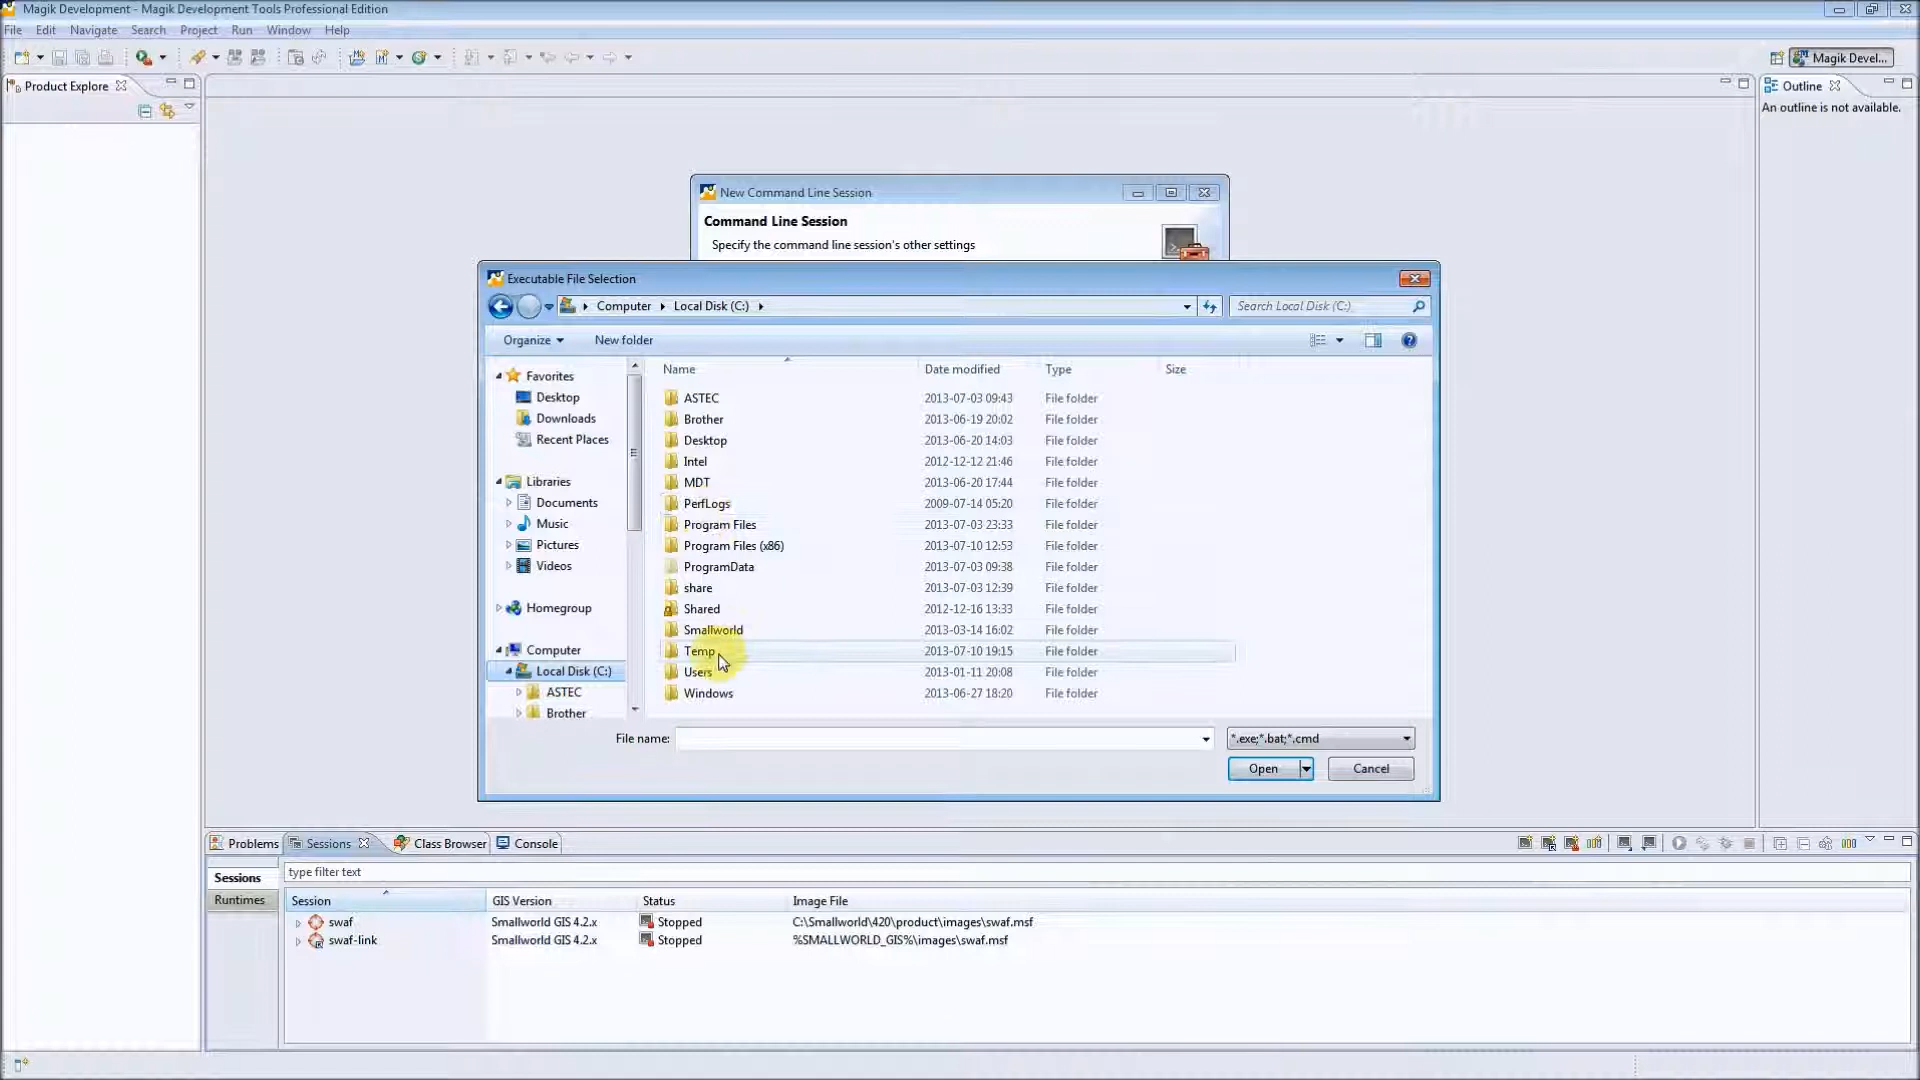 Magik Development - Magik Development Tools Professional Edition
File Edit Navigate Search Project Run Window Help
Magik Devel...
Product Explore
Outline
An outline is not available.
New Command Line Session
Command Line Session
Specify the command line session's other settings
Executable File Selection
Computer Local Disk (C:)
Search Local Disk (C:)
Organize New folder
Name Date modified Type Size
Favorites
Desktop
Downloads
Recent Places
Libraries
Documents
Music
Pictures
Videos
Homegroup
Computer
Local Disk (C:)
ASTEC
Brother
ASTEC 2013-07-03 09:43 File folder
Brother 2013-06-19 20:02 File folder
Desktop 2013-06-20 14:03 File folder
Intel 2012-12-12 21:46 File folder
MDT 2013-06-20 17:44 File folder
PerfLogs 2009-07-14 05:20 File folder
Program Files 2013-07-03 23:33 File folder
Program Files (x86) 2013-07-10 12:53 File folder
ProgramData 2013-07-03 09:38 File folder
share 2013-07-03 12:39 File folder
Shared 2012-12-16 13:33 File folder
Smallworld 2013-03-14 16:02 File folder
Temp 2013-07-10 19:15 File folder
Users 2013-01-11 20:08 File folder
Windows 2013-06-27 18:20 File folder
File name: *.exe;*.bat;*.cmd
Open Cancel
Problems Sessions Class Browser Console
Sessions
Runtimes
type filter text
Session GIS Version Status Image File
swaf Smallworld GIS 4.2.x Stopped C:\Smallworld\420\product\images\swaf.msf
swaf-link Smallworld GIS 4.2.x Stopped %SMALLWORLD_GIS%\images\swaf.msf